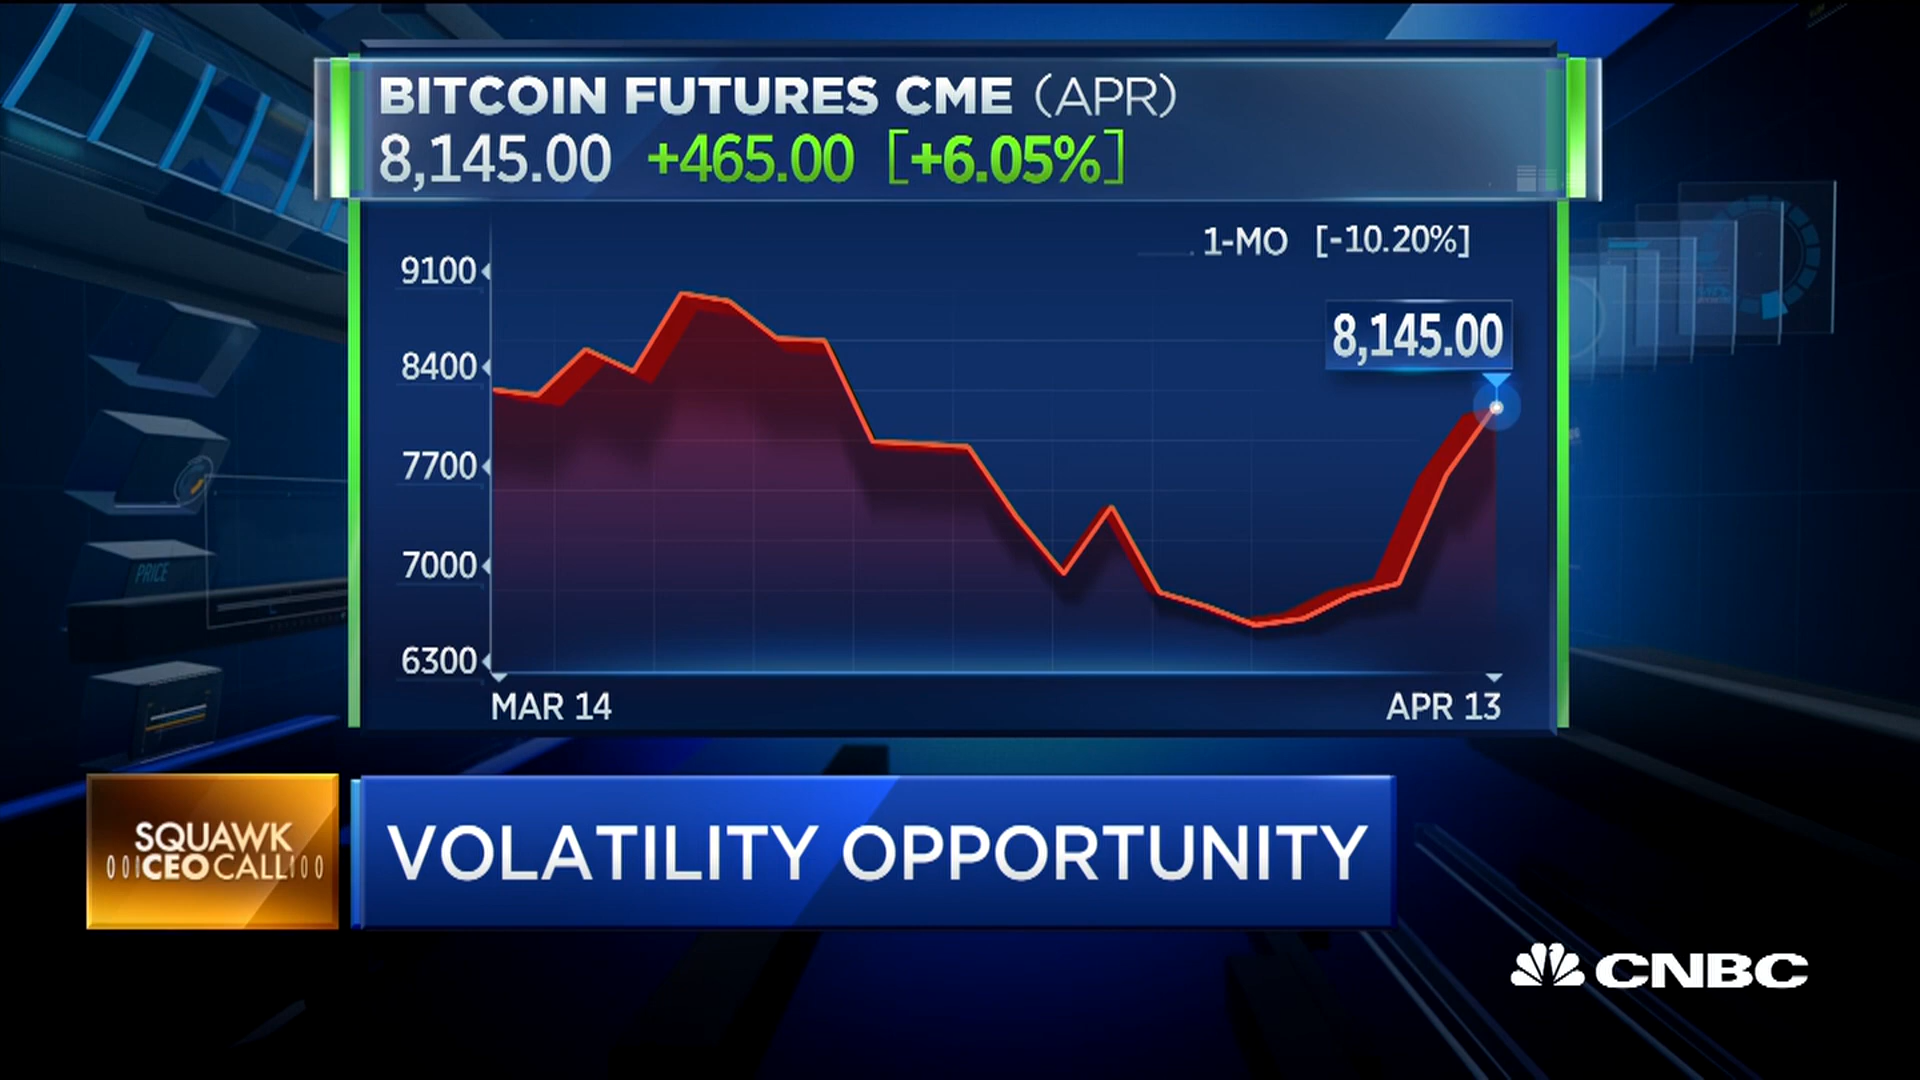 BITCOIN FUTURES CME (APR)
8,145.00 +465.00 [+6.05%]
1-MO [-10.20%]
9100
8,145.00
8400
7700
7000
PRICE
6300
MAR 14
APR 13
SQUAWK
CEO CALL
VOLATILITY OPPORTUNITY
CNBC